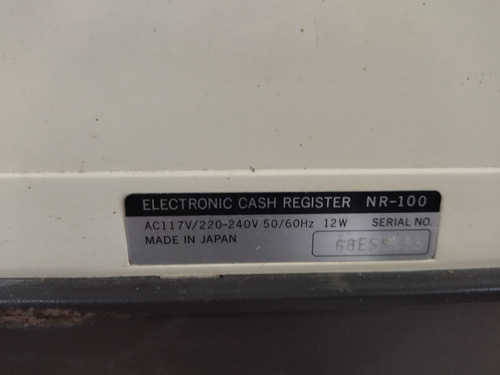 ELECTRONIC CASH REGISTER NR-100
AC117V/220-240V 50/60Hz 12W SERIAL NO.
MADE IN JAPAN